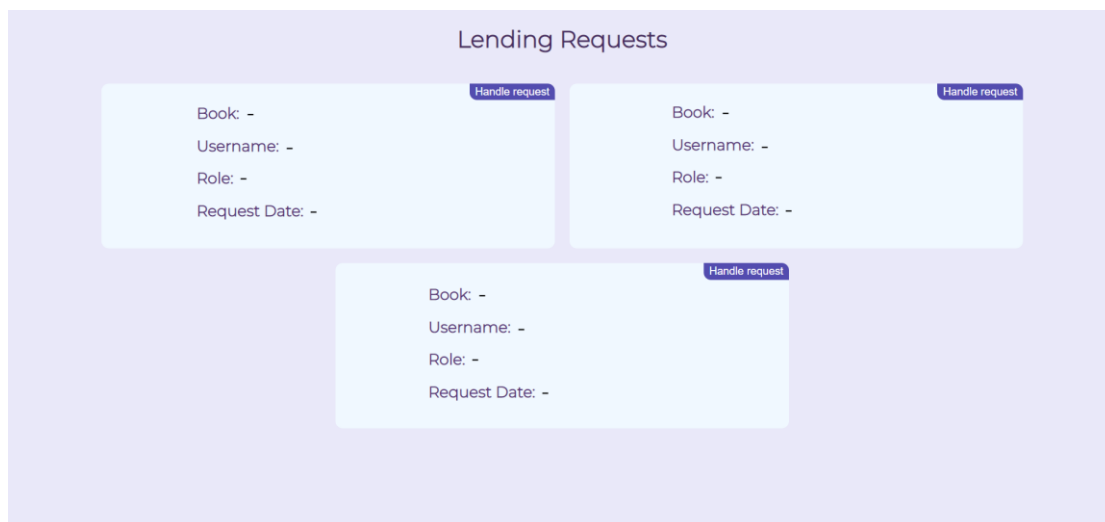 Lending Requests
Handle request
Book: -
Username: -
Role: -
Request Date: -
Handle request
Book: -
Username: -
Role: -
Request Date: -
Handle request
Book: -
Username: -
Role: -
Request Date: -